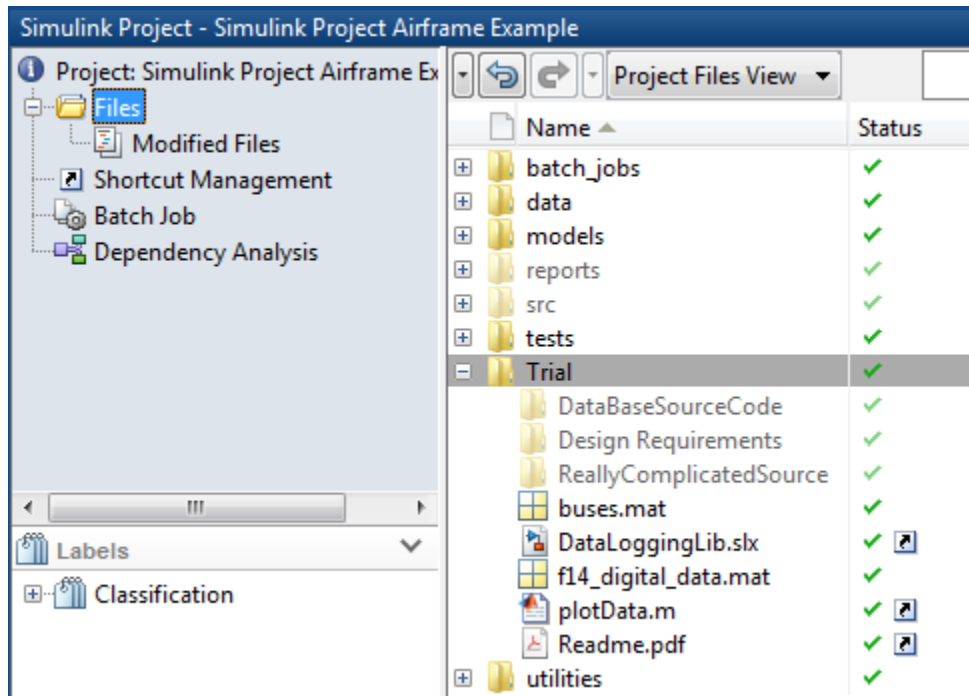 Simulink Project - Simulink Project Airframe Example
Project: Simulink Project Airframe Ex
Files
Modified Files
Shortcut Management
Batch Job
Dependency Analysis
Labels
Classification
Project Files View
Name Status
batch_jobs
data
models
reports
src
tests
Trial
DataBaseSourceCode
Design Requirements
ReallyComplicatedSource
buses.mat
DataLoggingLib.slx
f14_digital_data.mat
plotData.m
Readme.pdf
utilities